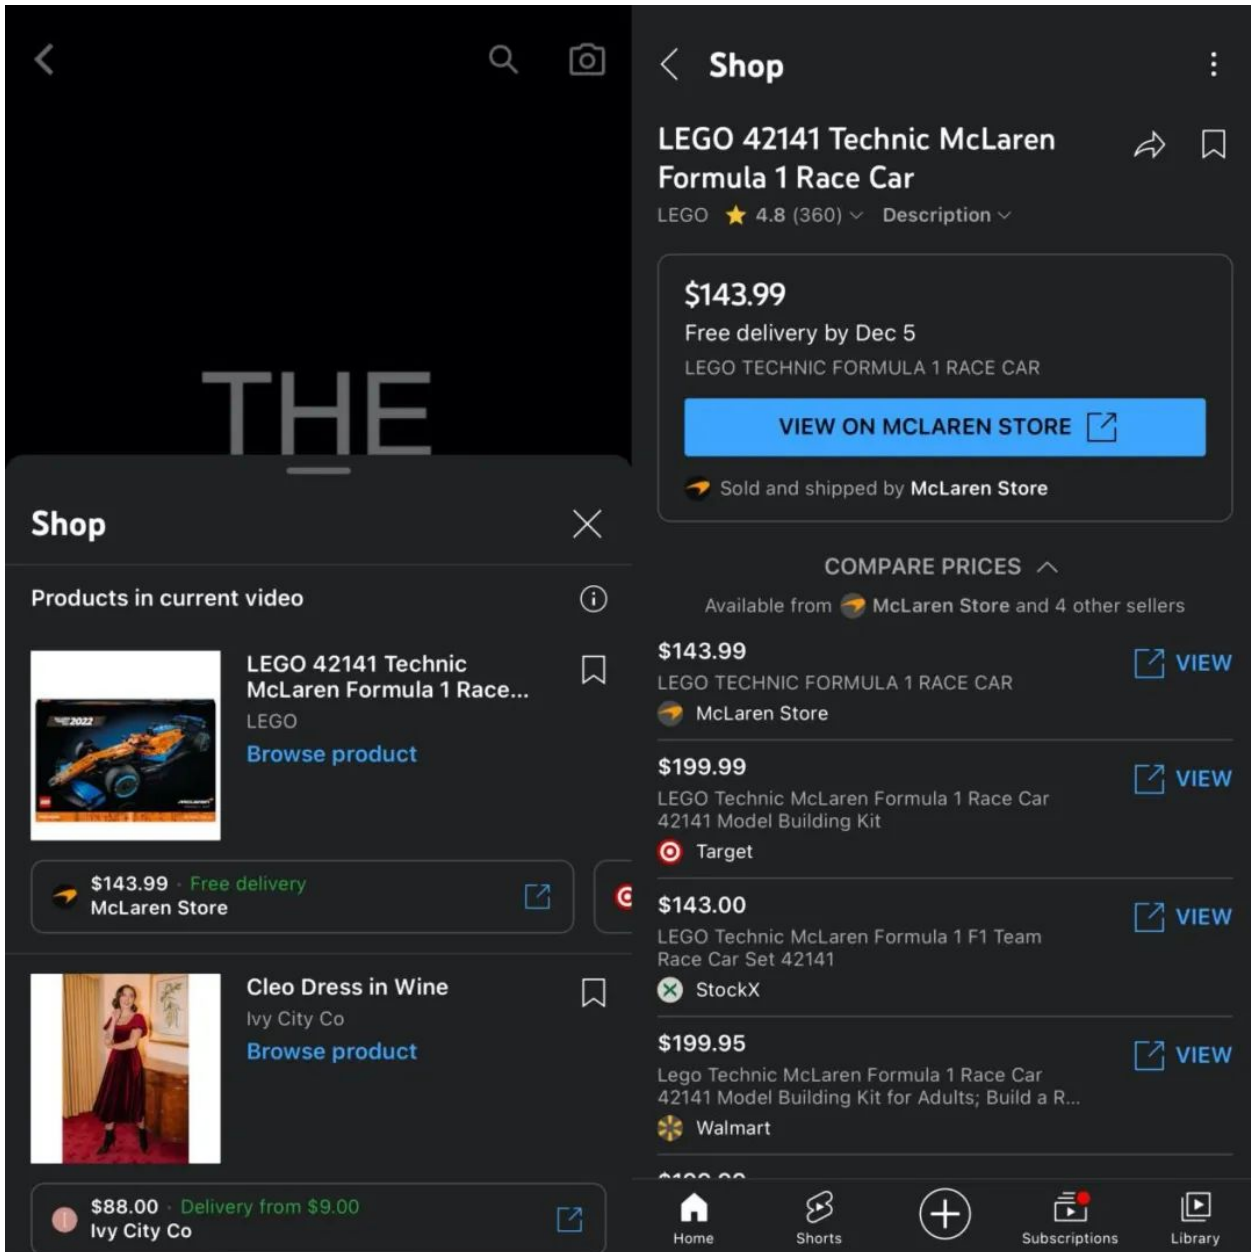 THE
Shop
Products in current video
LEGO 42141 Technic
McLaren Formula 1 Race...
LEGO
Browse product
2022
$143.99 · Free delivery
McLaren Store
Cleo Dress in Wine
Ivy City Co
Browse product
$88.00 · Delivery from $9.00
Ivy City Co
Shop
LEGO 42141 Technic McLaren
Formula 1 Race Car
LEGO 4.8 (360) Description
$143.99
Free delivery by Dec 5
LEGO TECHNIC FORMULA 1 RACE CAR
VIEW ON MCLAREN STORE
Sold and shipped by McLaren Store
COMPARE PRICES
Available from McLaren Store and 4 other sellers
$143.99
VIEW
LEGO TECHNIC FORMULA 1 RACE CAR
McLaren Store
$199.99
VIEW
LEGO Technic McLaren Formula 1 Race Car
42141 Model Building Kit
Target
$143.00
VIEW
LEGO Technic McLaren Formula 1 F1 Team
Race Car Set 42141
StockX
$199.95
VIEW
Lego Technic McLaren Formula 1 Race Car
42141 Model Building Kit for Adults; Build a R...
Walmart
Home
Shorts
Subscriptions
Library